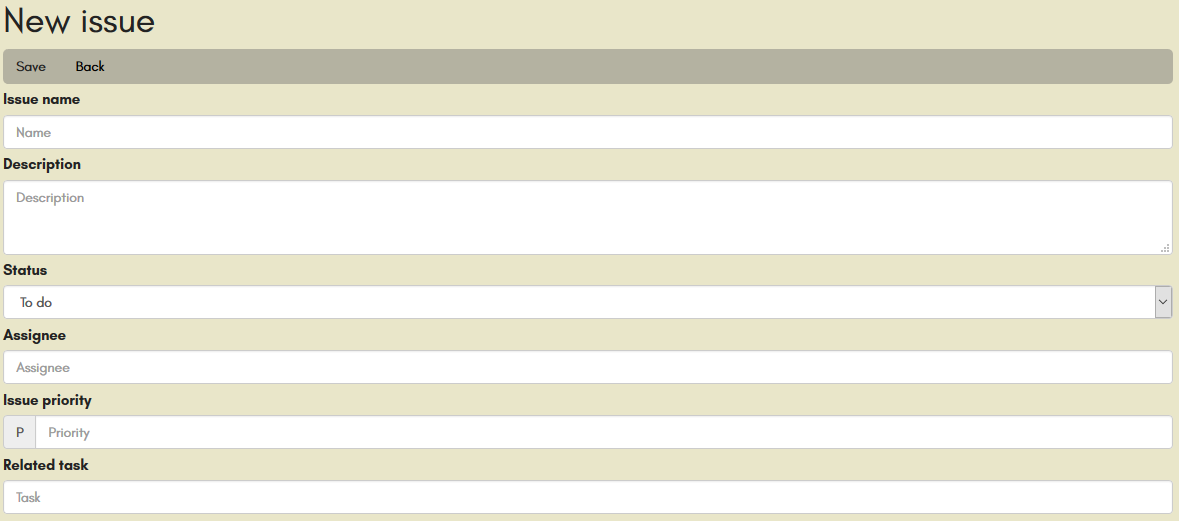 New issue
Save Back
Issue name
Name
Description
Description
Status
To do
Assignee
Assignee
Issue priority
P Priority
Related task
Task